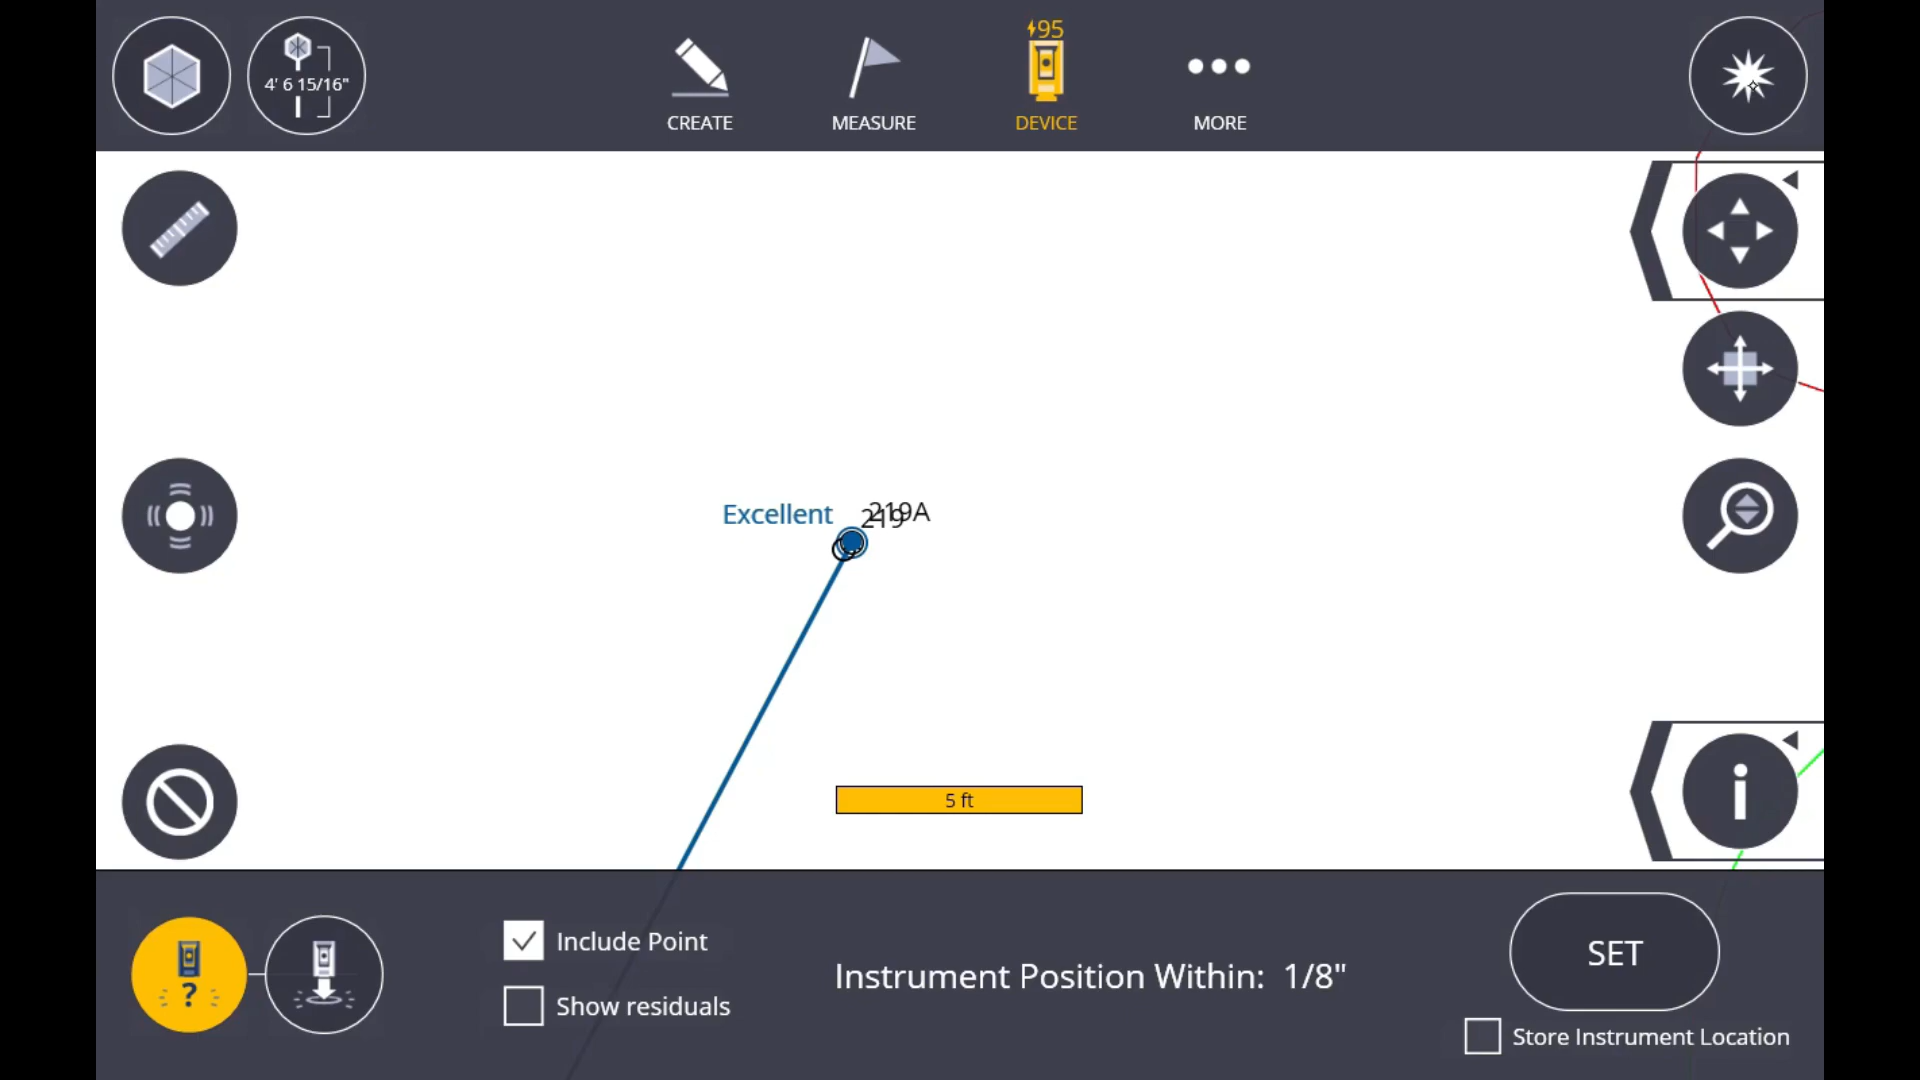 4' 6 15/16"
CREATE
MEASURE
95
DEVICE
MORE
Excellent
219A
219
5 ft
?
Include Point
Show residuals
Instrument Position Within: 1/8"
SET
Store Instrument Location